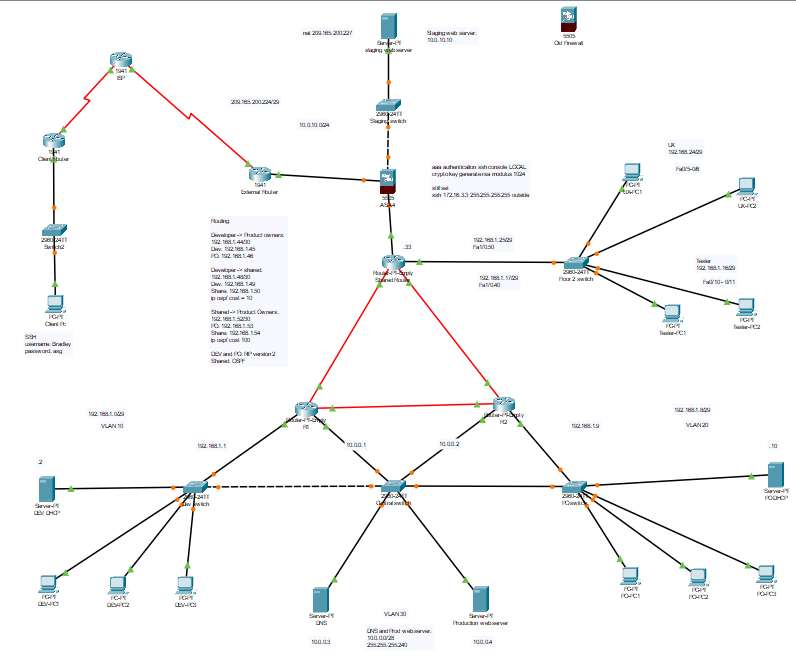 nat 209.165.200.227
Server-PT
staging web server
Staging web server:
10.0.10.10
5505
Old Firewall
1941
ISP
209.165.200.224/29
10.0.10.0/24
2960-24TT
Staging switch
1941
Client Router
1941
External Router
5505
ASA4
aaa authentication ssh console LOCAL
crypto key generate rsa modulus 1024
still set
ssh 172.16.3.3 255.255.255.255 outside
UX
192.168.24/29
Fa0/5-0/6
PC-PT
UX-PC1
PC-PT
UX-PC2
2960-24TT
Switch2
Routing
Developer -> Product owners:
192.168.1.44/30
Dev: 192.168.1.45
PO: 192.168.1.46
Developer -> shared:
192.168.1.48/30
Dev: 192.168.1.49
Share: 192.168.1.50
ip ospf cost = 10
Shared -> Product Owners:
192.168.1.52/30
PO: 192.168.1.53
Share: 192.168.1.54
ip ospf cost 100
DEV and PO: RIP version 2
Shared: OSPF
.33
Router-PT-Empty
Shared Router
192.168.1.25/29
Fa1/0.50
192.168.1.17/29
Fa1/0.40
2960-24TT
Floor 2 switch
Tester
192.168.1.16/29
Fa0/10 - 0/11
PC-PT
Tester-PC1
PC-PT
Tester-PC2
PC-PT
Client Pc
SSH
username: Bradley
192.168.1.0/29
VLAN 10
Router-PT-Empty
R1
Router-PT-Empty
R2
192.168.1.8/29
VLAN 20
192.168.1.1
10.0.0.1
10.0.0.2
192.168.1.9
.2
.10
Server-PT
DEV DHCP
2960-24TT
Dev switch
2960-24TT
Central switch
2960-24TT
PO switch
Server-PT
PO DHCP
PC-PT
DEV-PC1
PC-PT
DEV-PC2
PC-PT
DEV-PC3
Server-PT
DNS
VLAN 30
Server-PT
Production web server
PC-PT
PO-PC1
PC-PT
PO-PC2
PC-PT
PO-PC3
10.0.0.3
DNS and Prod web server:
10.0.0.0/28
255.255.255.240
10.0.0.4